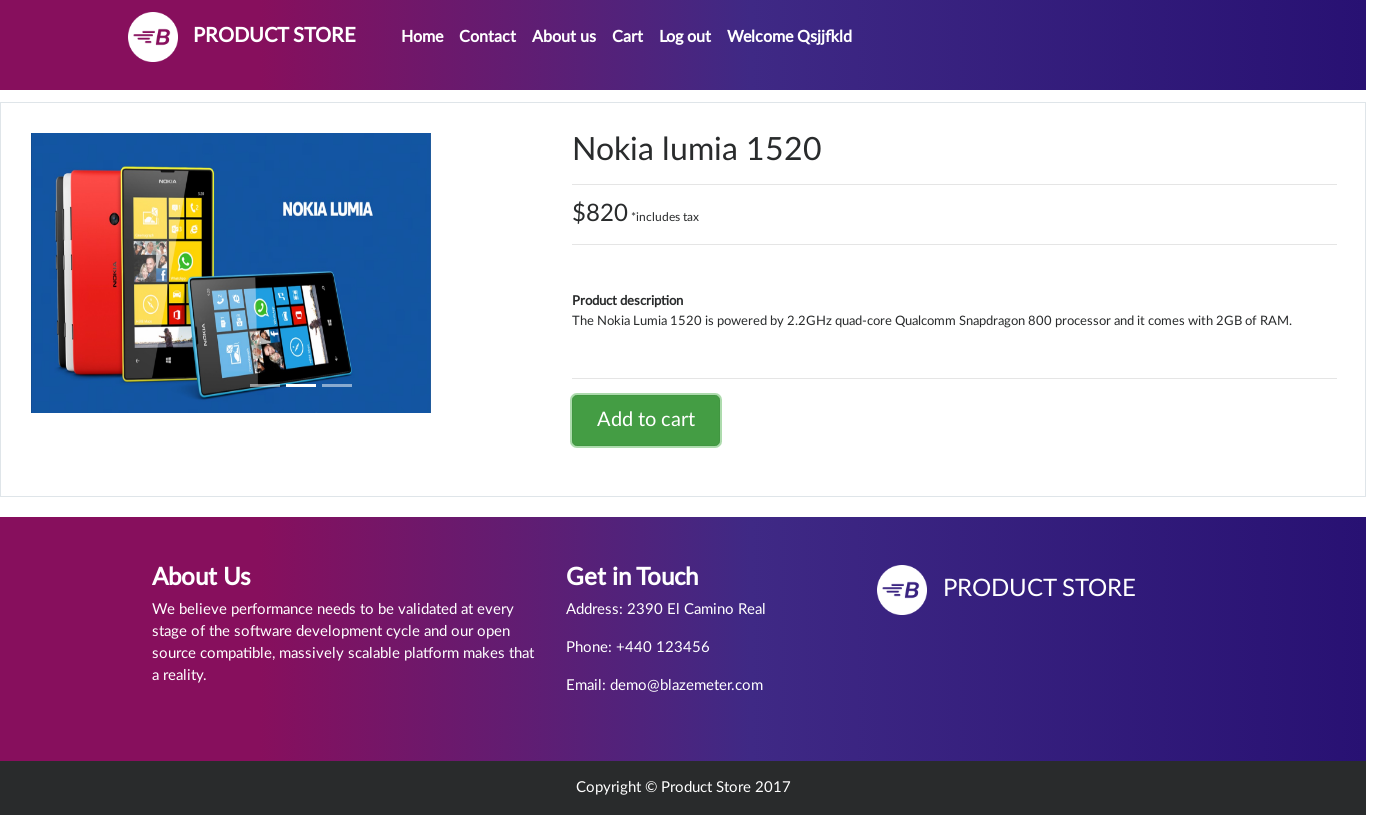 B PRODUCT STORE Home Contact About us Cart Log out Welcome Qsjjfkld
NOKIA
NOKIA LUMIA
NOKIA
NOKIA
Nokia lumia 1520
$820 *includes tax
Product description
The Nokia Lumia 1520 is powered by 2.2GHz quad-core Qualcomm Snapdragon 800 processor and it comes with 2GB of RAM.
Add to cart
About Us
We believe performance needs to be validated at every
stage of the software development cycle and our open
source compatible, massively scalable platform makes that
a reality.
Get in Touch
Address: 2390 El Camino Real
Phone: +440 123456
Email: demo@blazemeter.com
B PRODUCT STORE
Copyright © Product Store 2017